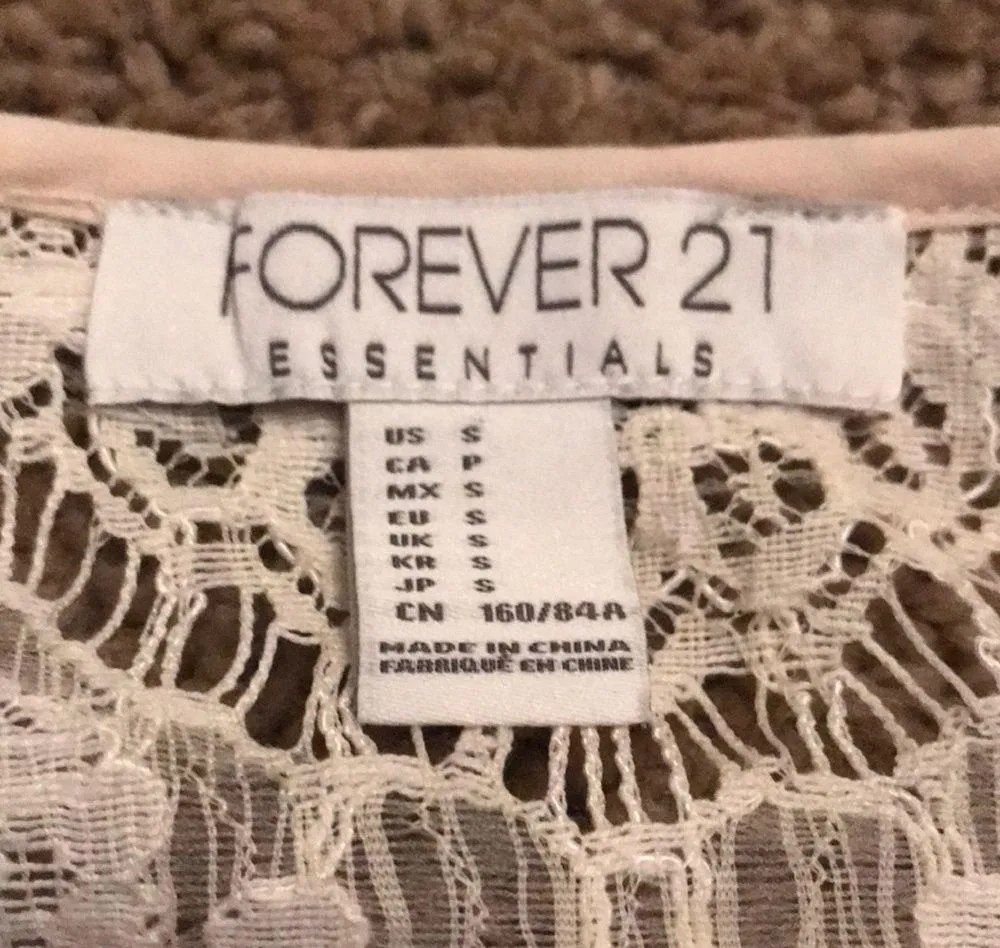 FOREVER 21
ESSENTIALS
US S
CA P
MX S
EU S
UK S
KR S
JP S
CN 160/84A
MADE IN CHINA
FABRIQUÉ EN CHINE